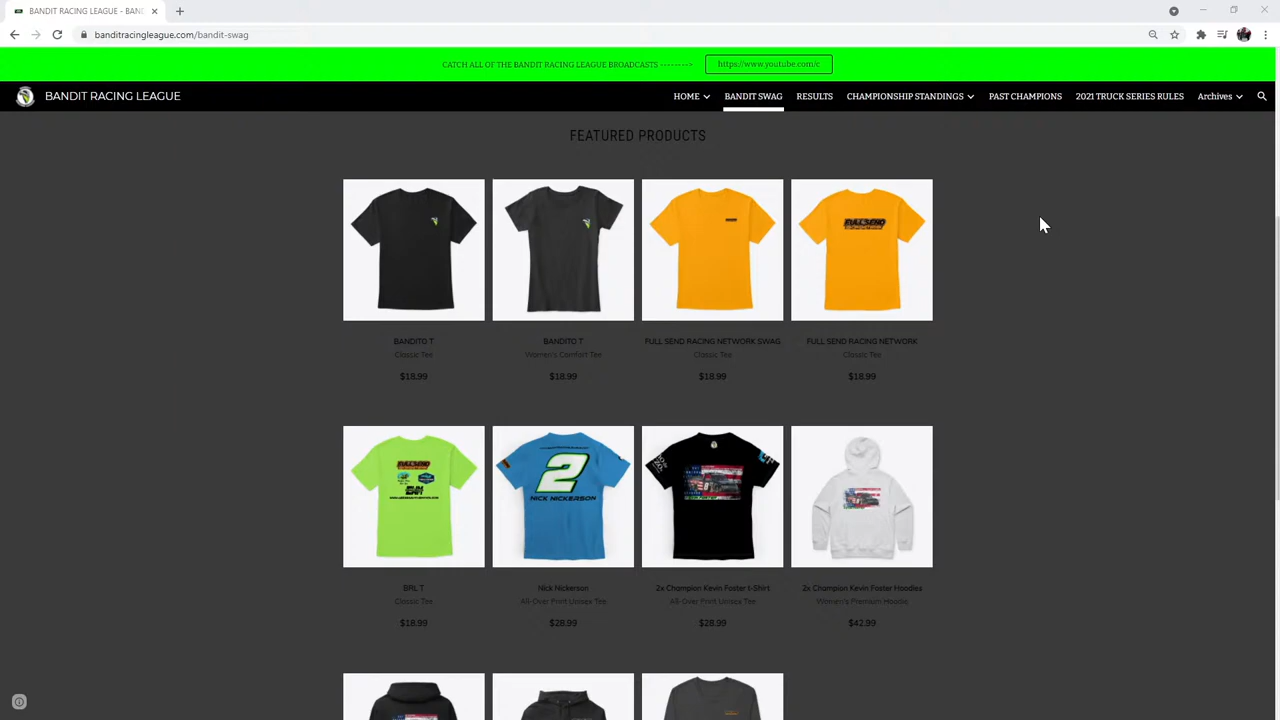 BANDIT RACING LEAGUE - BAND
banditracingleague.com/bandit-swag
CATCH ALL OF THE BANDIT RACING LEAGUE BROADCASTS -------->
https://www.youtube.com/c
BANDIT RACING LEAGUE
HOME
BANDIT SWAG
RESULTS
CHAMPIONSHIP STANDINGS
PAST CHAMPIONS
2021 TRUCK SERIES RULES
Archives
FEATURED PRODUCTS
FULL SEND
BANDITO T
Classic Tee
$18.99
BANDITO T
Women's Comfort Tee
$18.99
FULL SEND RACING NETWORK SWAG
Classic Tee
$18.99
FULL SEND RACING NETWORK
Classic Tee
$18.99
FULL SEND
2
NICK NICKERSON
BRL T
Classic Tee
$18.99
Nick Nickerson
All-Over Print Unisex Tee
$28.99
2x Champion Kevin Foster t-Shirt
All-Over Print Unisex Tee
$28.99
2x Champion Kevin Foster Hoodies
Women's Premium Hoodie
$42.99